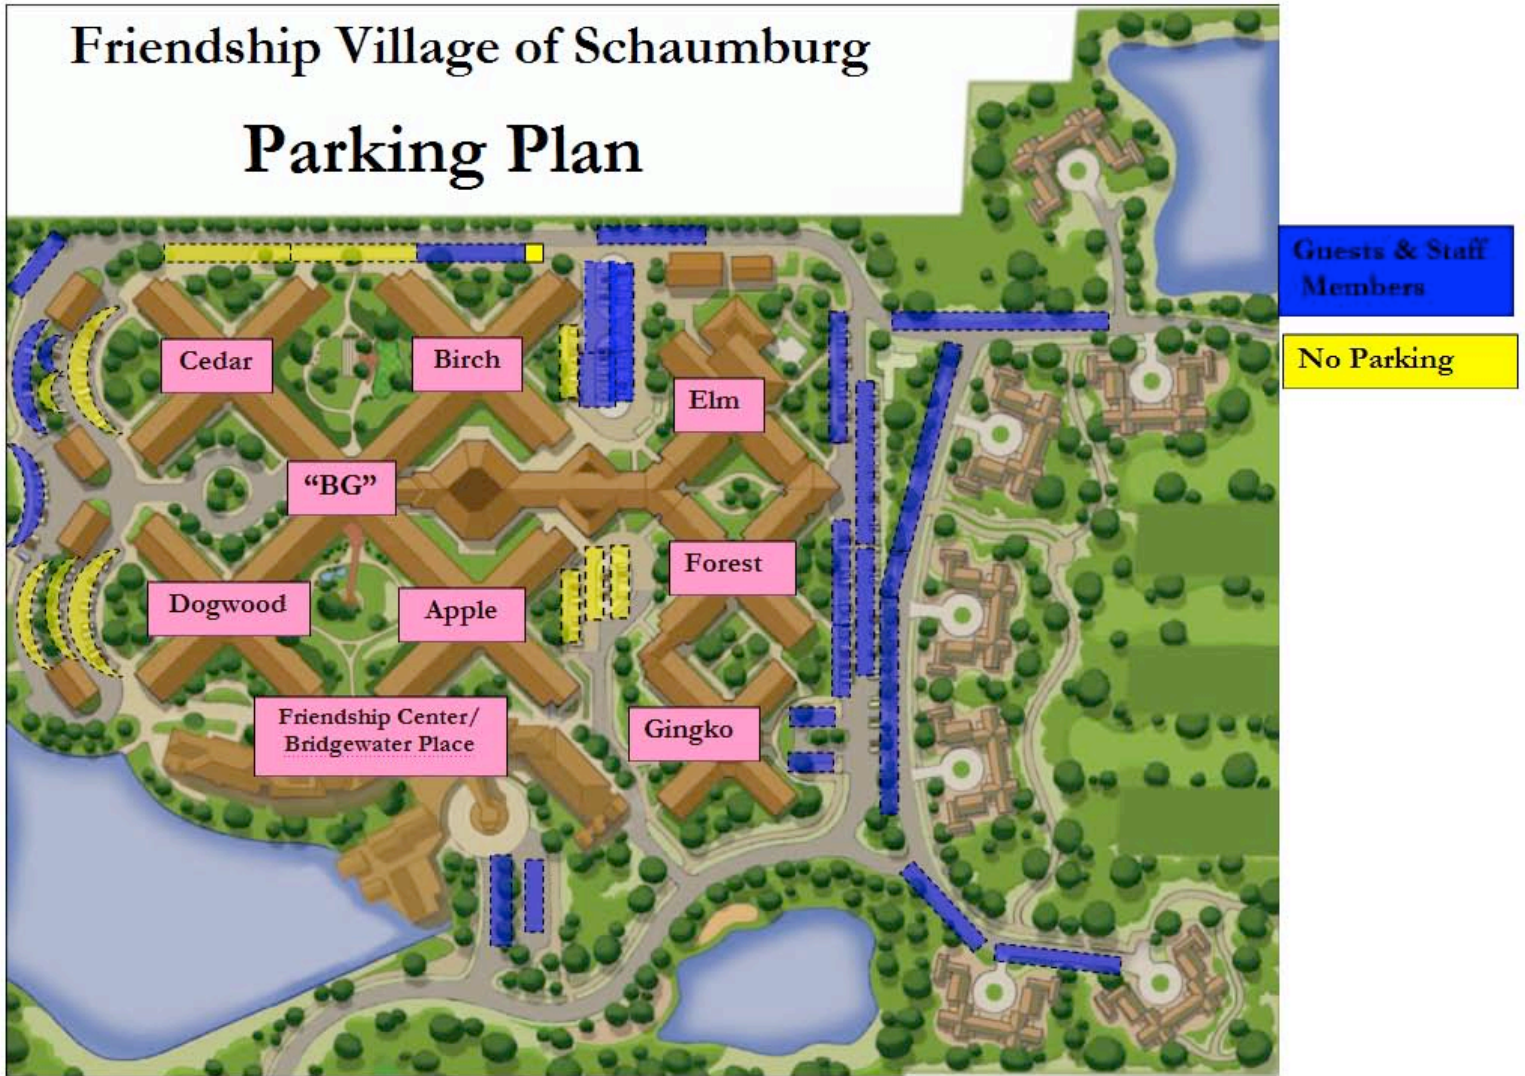 Friendship Village of Schaumburg
Parking Plan
Guests & Staff
Members
No Parking
Cedar
Birch
Elm
“BG”
Forest
Dogwood
Apple
Friendship Center/
Bridgewater Place
Gingko